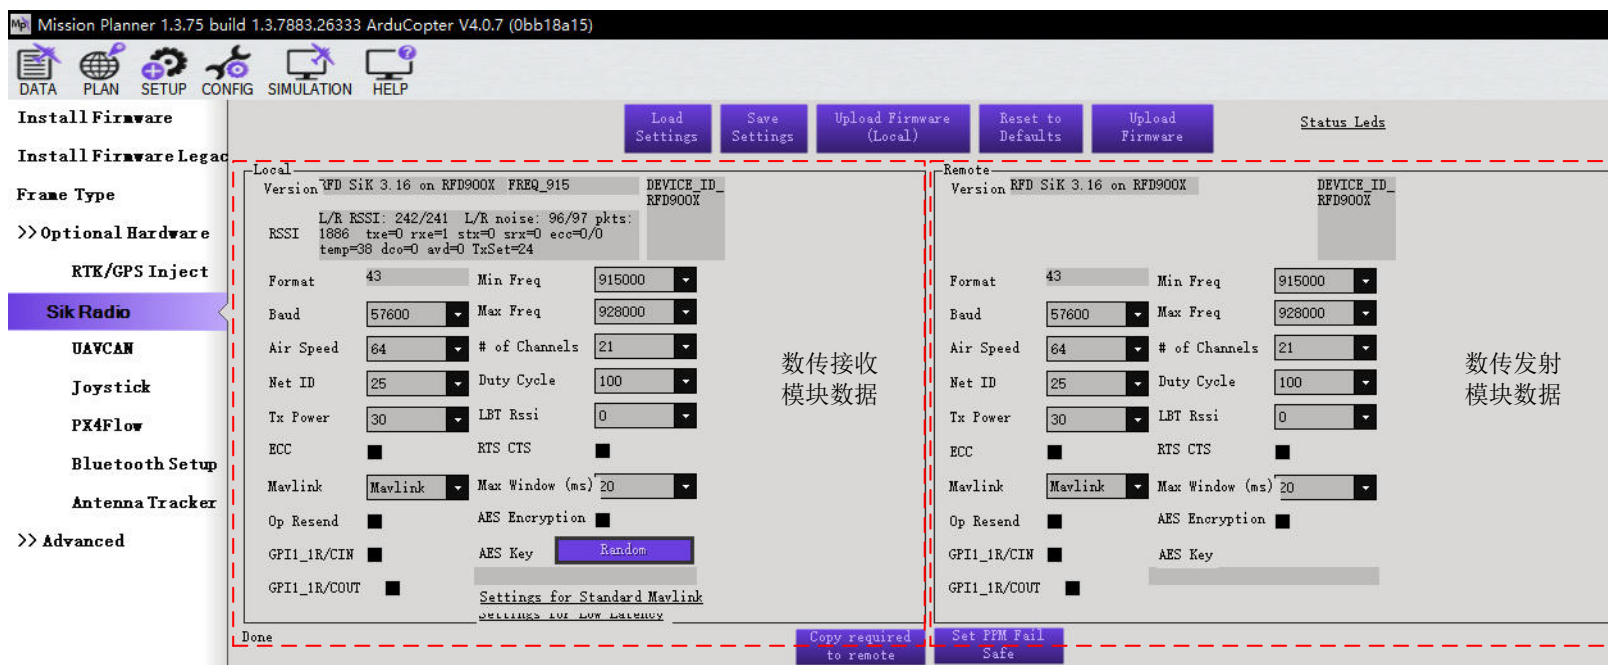 Mission Planner 1.3.75 build 1.3.7883.26333 ArduCopter V4.0.7 (0bb18a15)
DATA PLAN SETUP CONFIG SIMULATION HELP
Install Firmware
Install Firmware Legac
Frame Type
>>Optional Hardware
RTK/GPS Inject
Sik Radio
UAVCAN
Joystick
PX4Flow
Bluetooth Setup
Antenna Tracker
>>Advanced
Load
Settings
Save
Settings
Upload Firmware
(Local)
Reset to
Defaults
Upload
Firmware
Status Leds
Local
Version RFD SiK 3.16 on RFD900X FREQ_915
DEVICE_ID_
RFD900X
RSSI
L/R RSSI: 242/241 L/R noise: 96/97 pkts:
1886 txe=0 rxe=1 stx=0 srx=0 ecc=0/0
temp=38 dco=0 avd=0 TxSet=24
Format 43 Min Freq 915000
Baud 57600 Max Freq 928000
Air Speed 64 # of Channels 21
Net ID 25 Duty Cycle 100
Tx Power 30 LBT Rssi 0
ECC RTS CTS
Mavlink Mavlink Max Window (ms) 20
Op Resend AES Encryption
GPI1_1R/CIN AES Key Random
GPI1_1R/COUT
Settings for Standard Mavlink
Settings for Low Latency
数传接收
模块数据
Done
Copy required
to remote
Remote
Version RFD SiK 3.16 on RFD900X
DEVICE_ID_
RFD900X
Format 43 Min Freq 915000
Baud 57600 Max Freq 928000
Air Speed 64 # of Channels 21
Net ID 25 Duty Cycle 100
Tx Power 30 LBT Rssi 0
ECC RTS CTS
Mavlink Mavlink Max Window (ms) 20
Op Resend AES Encryption
GPI1_1R/CIN AES Key
GPI1_1R/COUT
数传发射
模块数据
Set PPM Fail
Safe